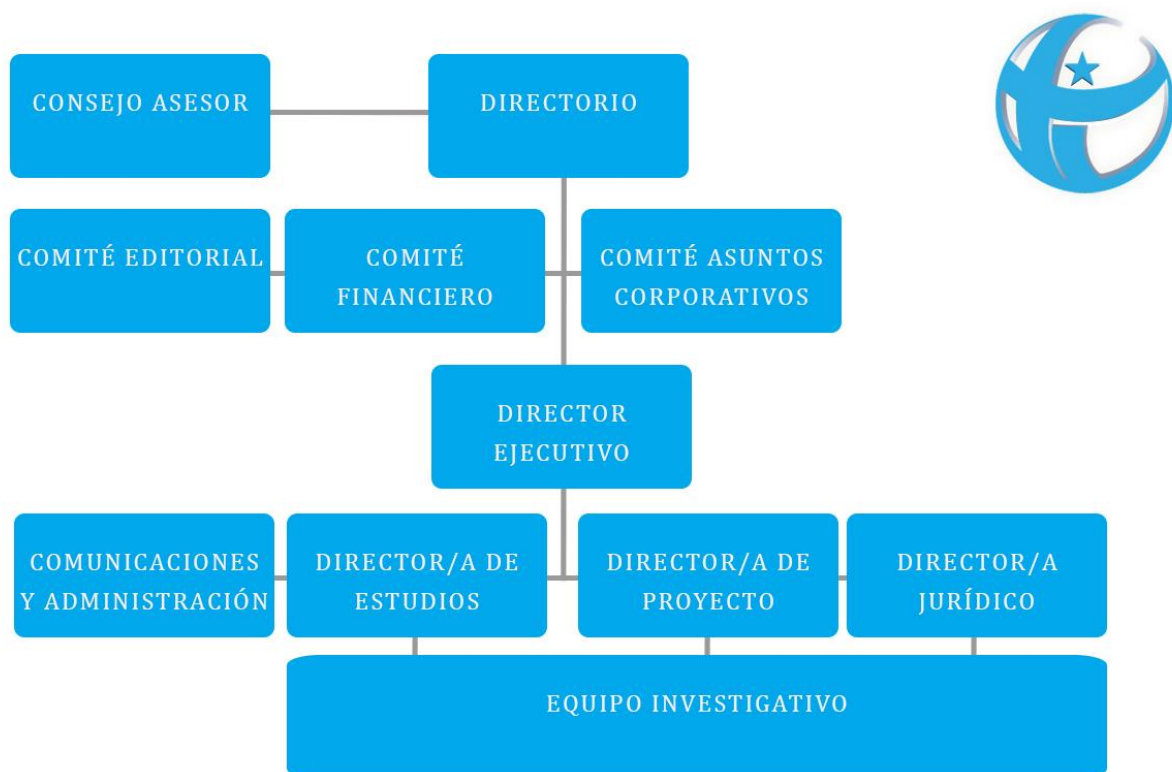 CONSEJO ASESOR
DIRECTORIO
COMITÉ EDITORIAL
COMITÉ
FINANCIERO
COMITÉ ASUNTOS
CORPORATIVOS
DIRECTOR
EJECUTIVO
COMUNICACIONES
Y ADMINISTRACIÓN
DIRECTOR/A DE
ESTUDIOS
DIRECTOR/A DE
PROYECTO
DIRECTOR/A
JURÍDICO
EQUIPO INVESTIGATIVO